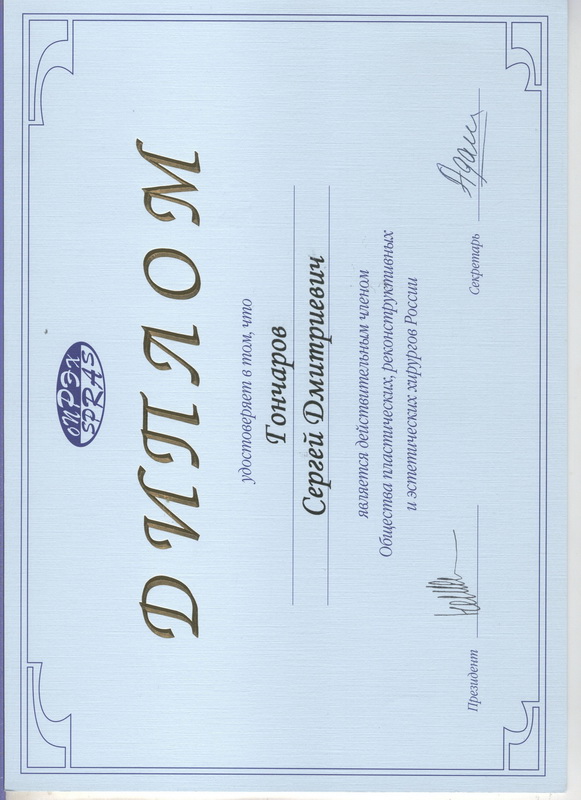 ОПРЭХ
SPRAS
ДИПЛОМ
удостоверяет в том, что
Гончаров
Сергей Дмитриевич
является действительным членом
Общества пластических, реконструктивных
и эстетических хирургов России
Президент
Секретарь